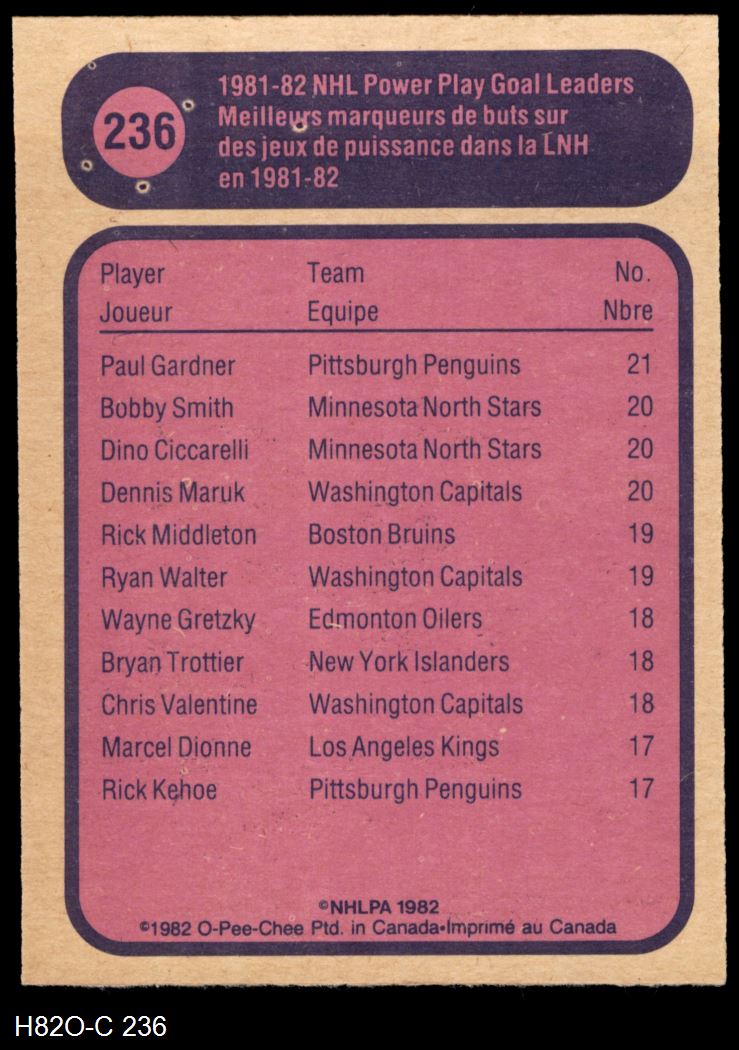 236
1981-82 NHL Power Play Goal Leaders
Meilleurs marqueurs de buts sur
des jeux de puissance dans la LNH
en 1981-82
Player Team No.
Joueur Equipe Nbre
Paul Gardner Pittsburgh Penguins 21
Bobby Smith Minnesota North Stars 20
Dino Ciccarelli Minnesota North Stars 20
Dennis Maruk Washington Capitals 20
Rick Middleton Boston Bruins 19
Ryan Walter Washington Capitals 19
Wayne Gretzky Edmonton Oilers 18
Bryan Trottier New York Islanders 18
Chris Valentine Washington Capitals 18
Marcel Dionne Los Angeles Kings 17
Rick Kehoe Pittsburgh Penguins 17
©NHLPA 1982
©1982 O-Pee-Chee Ptd. in Canada•Imprimé au Canada
H82O-C 236